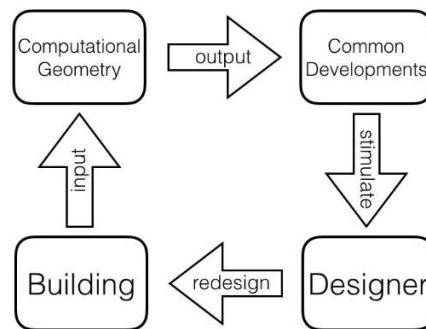 Computational
Geometry
output
Common
Developments
stimulate
Designer
redesign
Building
input